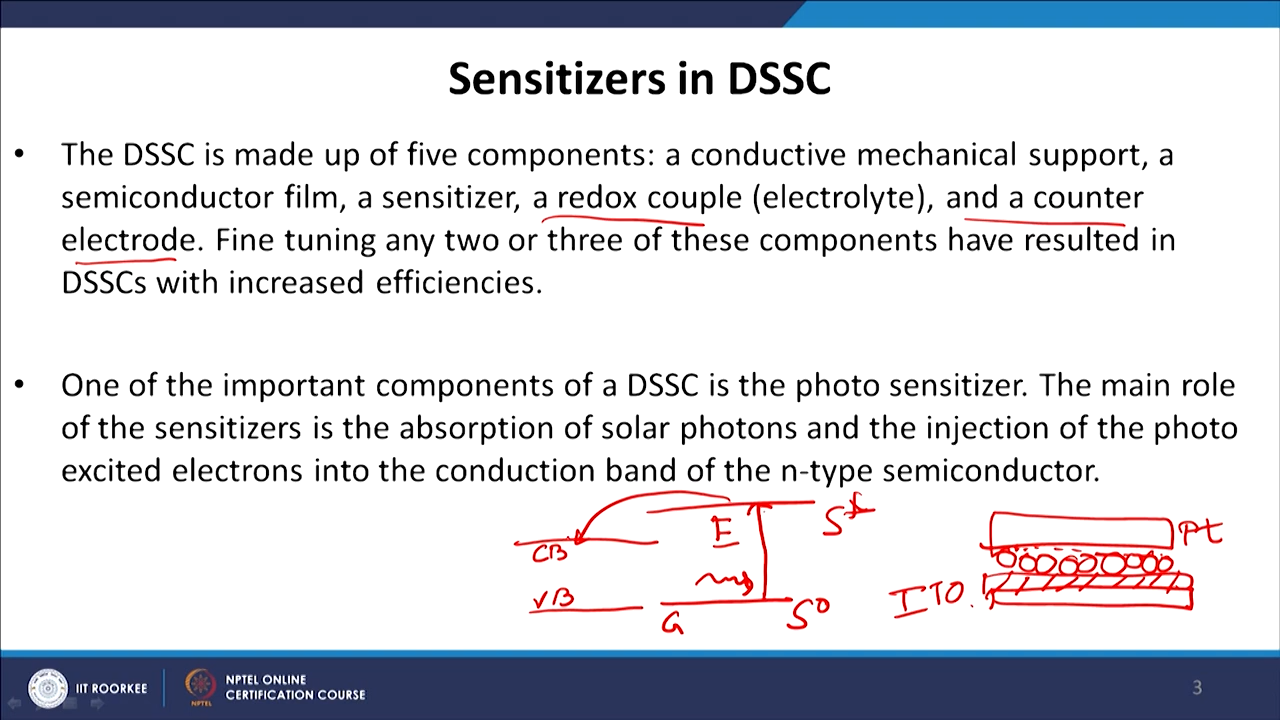 Sensitizers in DSSC
• The DSSC is made up of five components: a conductive mechanical support, a
semiconductor film, a sensitizer, a redox couple (electrolyte), and a counter
electrode. Fine tuning any two or three of these components have resulted in
DSSCs with increased efficiencies.
• One of the important components of a DSSC is the photo sensitizer. The main role
of the sensitizers is the absorption of solar photons and the injection of the photo
excited electrons into the conduction band of the n-type semiconductor.
CB
E
S*
Pt
VB
G
S⁰
ITO
IIT ROORKEE
NPTEL
NPTEL ONLINE
CERTIFICATION COURSE
3